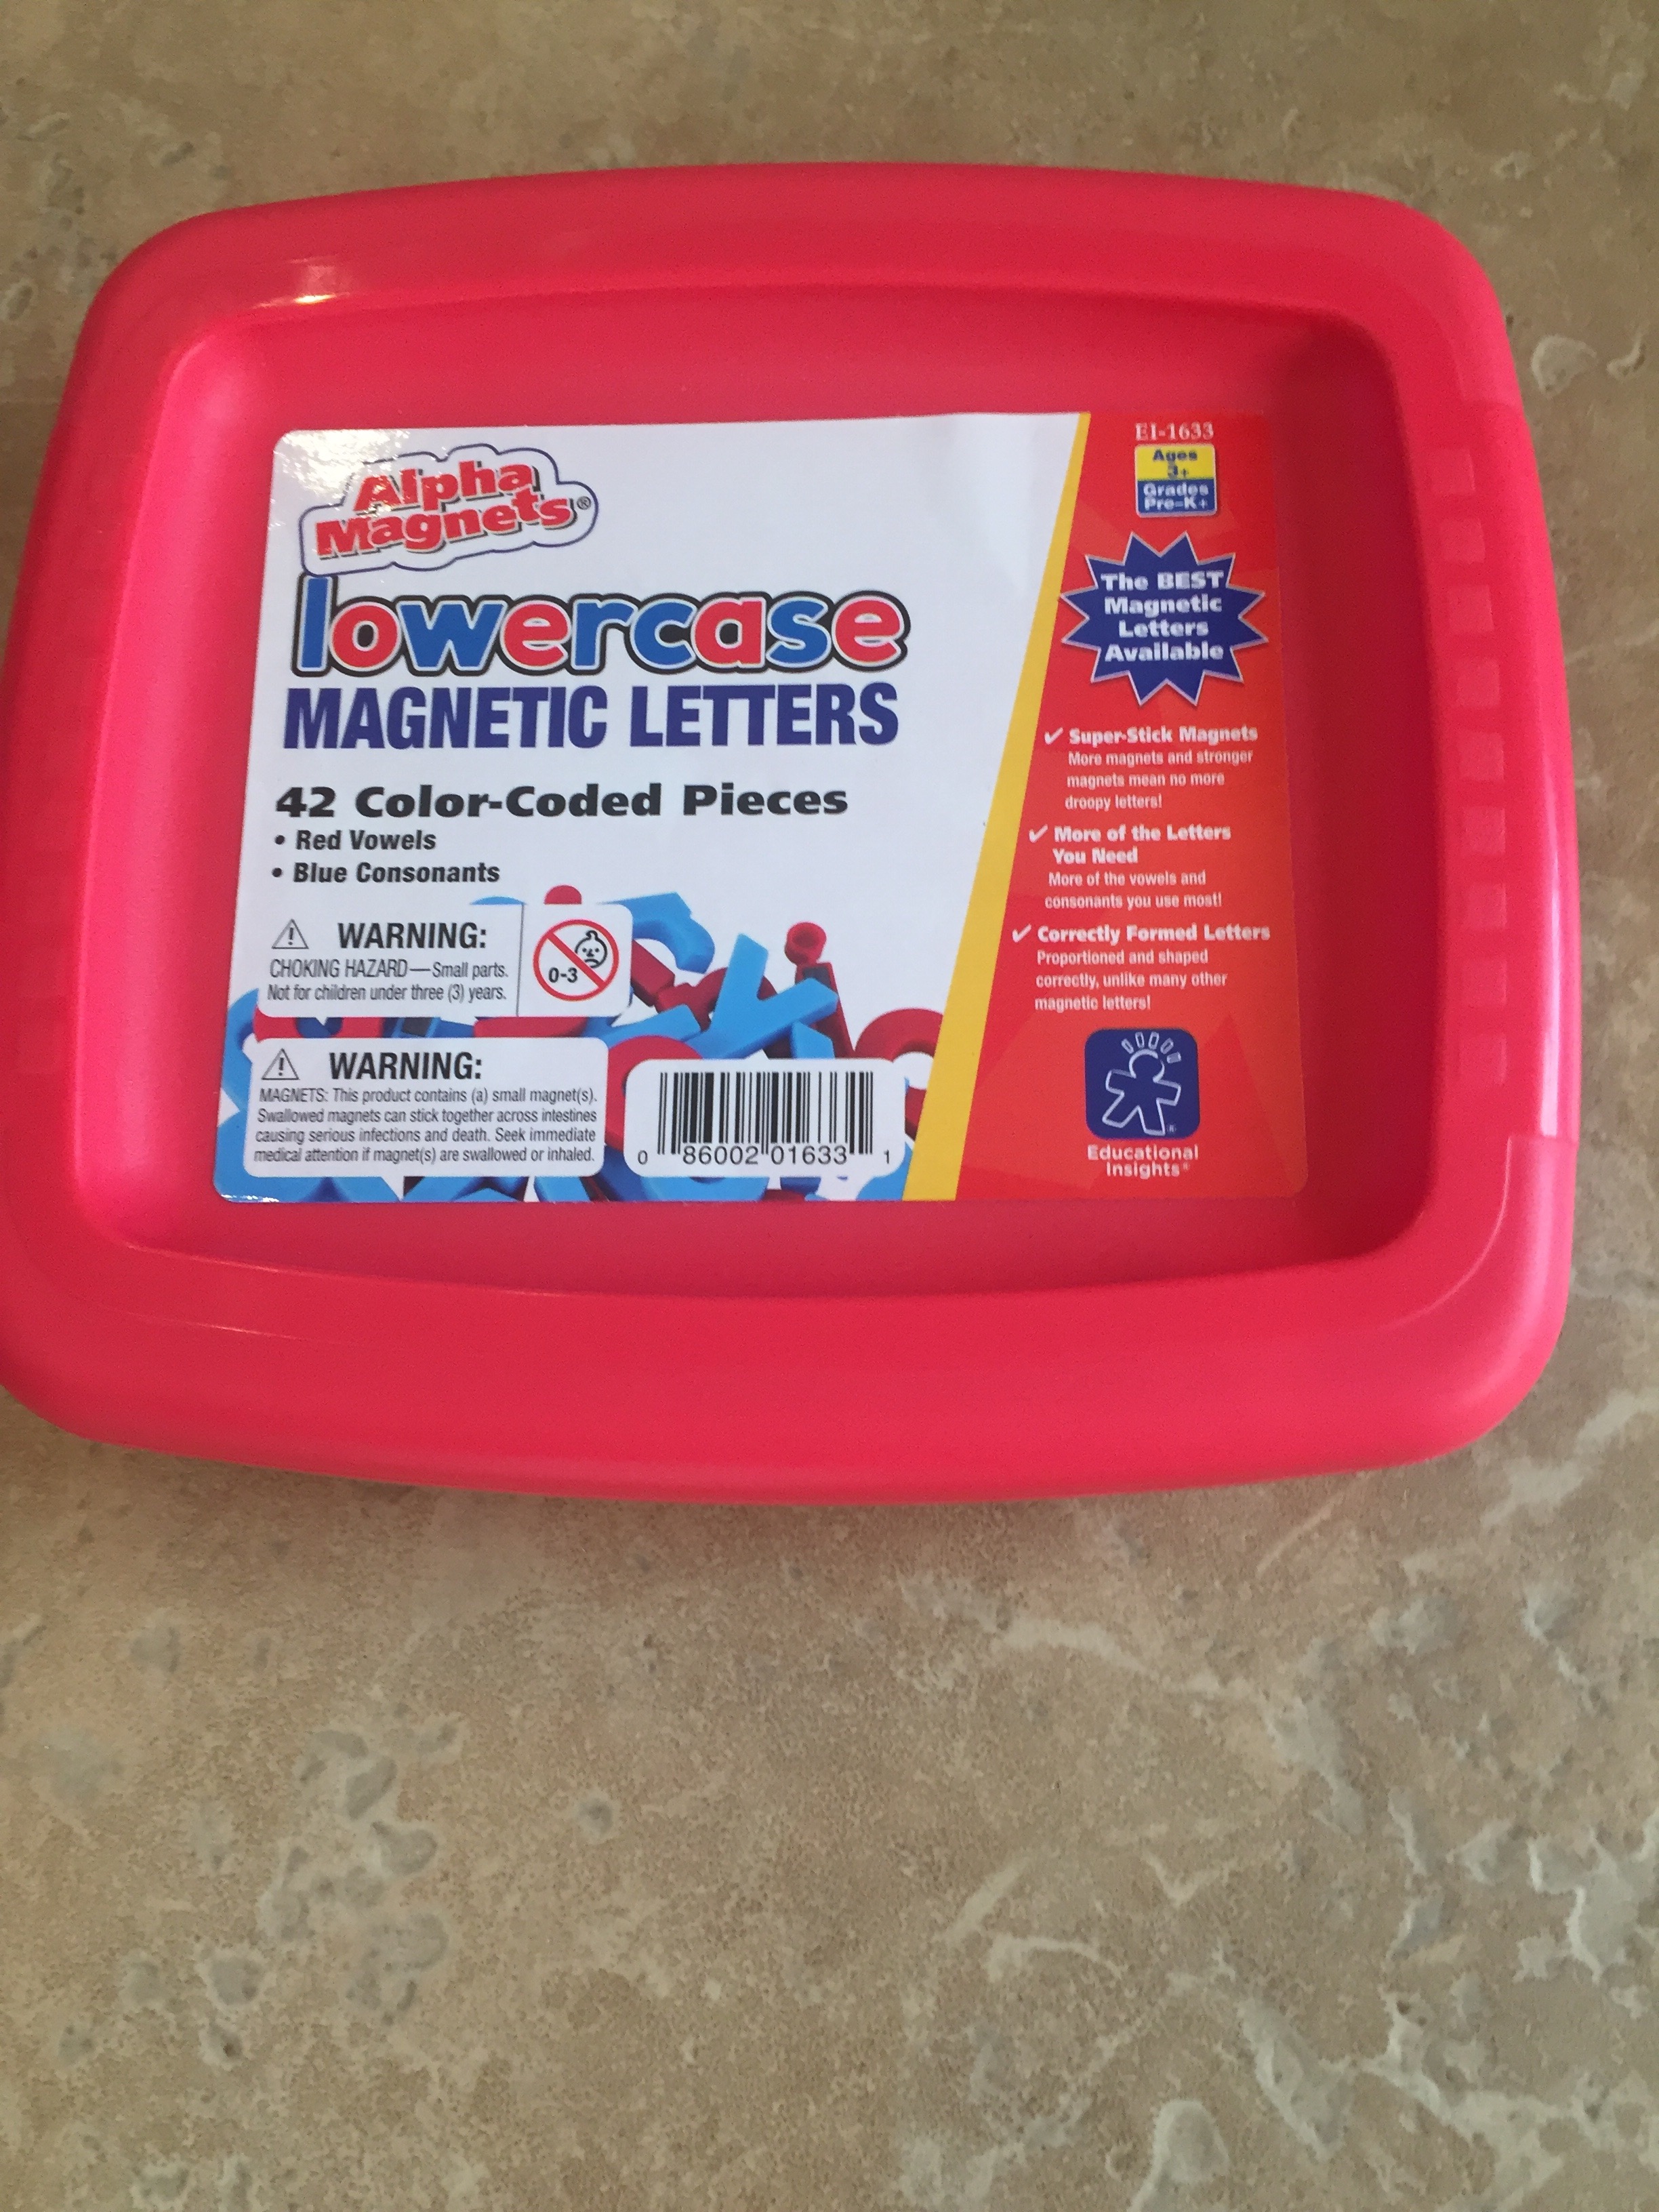 Alpha
Magnets®
lowercase
MAGNETIC LETTERS
42 Color-Coded Pieces
• Red Vowels
• Blue Consonants
WARNING:
CHOKING HAZARD—Small parts.
Not for children under three (3) years.
0-3
WARNING:
MAGNETS: This product contains (a) small magnet(s).
Swallowed magnets can stick together across intestines
causing serious infections and death. Seek immediate
medical attention if magnet(s) are swallowed or inhaled.
0 86002 01633 1
EI-1633
Ages
3+
Grades
Pre-K+
The BEST
Magnetic
Letters
Available
✓ Super-Stick Magnets
More magnets and stronger
magnets mean no more
droopy letters!
✓ More of the Letters
You Need
More of the vowels and
consonants you use most!
✓ Correctly Formed Letters
Proportioned and shaped
correctly, unlike many other
magnetic letters!
Educational
Insights®